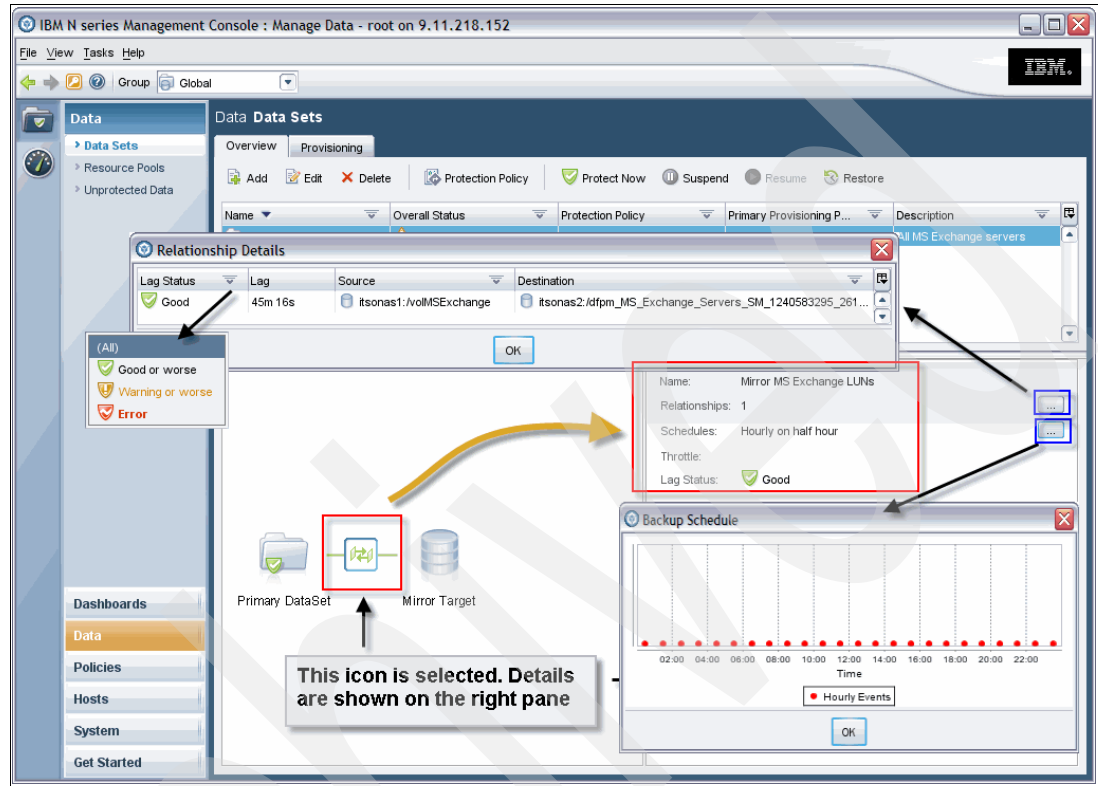 IBM N series Management Console : Manage Data - root on 9.11.218.152
File View Tasks Help
IBM.
Group Global
Data
Data Sets
Resource Pools
Unprotected Data
Data Data Sets
Overview Provisioning
Add Edit Delete Protection Policy Protect Now Suspend Resume Restore
Name Overall Status Protection Policy Primary Provisioning P... Description
All MS Exchange servers
Relationship Details
Lag Status Lag Source Destination
Good 45m 16s itsonas1:/volMSExchange itsonas2:/dfpm_MS_Exchange_Servers_SM_1240583295_261...
OK
(All)
Good or worse
Warning or worse
Error
Name: Mirror MS Exchange LUNs
Relationships: 1
Schedules: Hourly on half hour
Throttle:
Lag Status: Good
...
...
Primary DataSet Mirror Target
This icon is selected. Details
are shown on the right pane
Backup Schedule
02:00 04:00 06:00 08:00 10:00 12:00 14:00 16:00 18:00 20:00 22:00
Time
Hourly Events
OK
Dashboards
Data
Policies
Hosts
System
Get Started